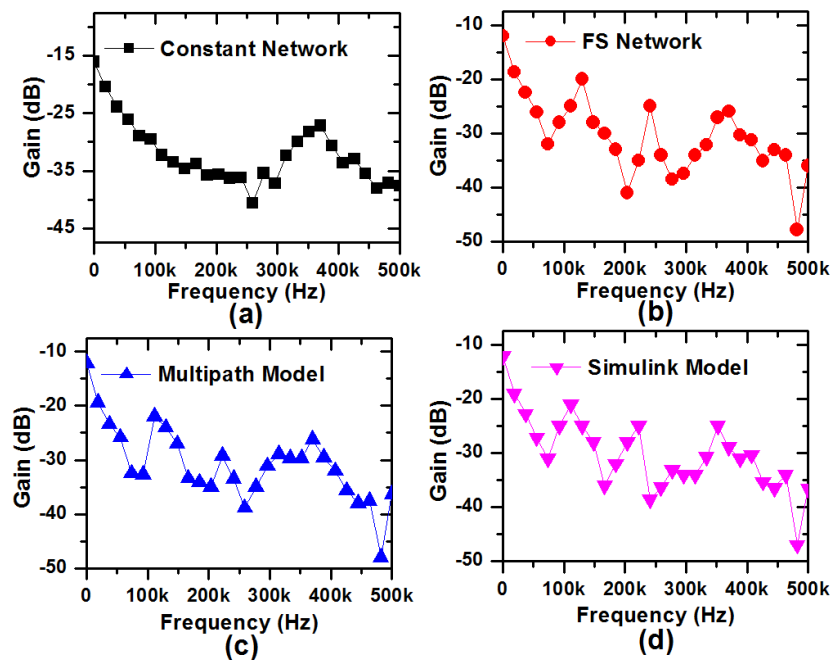 -15
-25
-35
-45
Gain (dB)
Constant Network
0 100k 200k 300k 400k 500k
Frequency (Hz)
(a)
-10
-20
-30
-40
-50
Gain (dB)
FS Network
0 100k 200k 300k 400k 500k
Frequency (Hz)
(b)
-10
-20
-30
-40
-50
Gain (dB)
Multipath Model
0 100k 200k 300k 400k 500k
Frequency (Hz)
(c)
-10
-20
-30
-40
-50
Gain (dB)
Simulink Model
0 100k 200k 300k 400k 500k
Frequency (Hz)
(d)